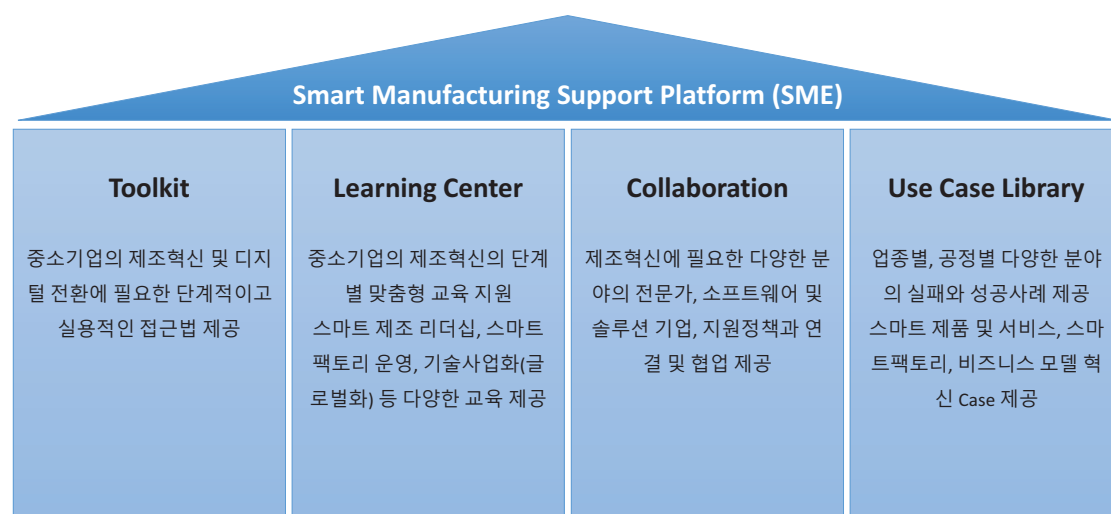 Smart Manufacturing Support Platform (SME)
Toolkit
중소기업의 제조혁신 및 디지
털 전환에 필요한 단계적이고
실용적인 접근법 제공
Learning Center
중소기업의 제조혁신의 단계
별 맞춤형 교육 지원
스마트 제조 리더십, 스마트
팩토리 운영, 기술사업화(글
로벌화) 등 다양한 교육 제공
Collaboration
제조혁신에 필요한 다양한 분
야의 전문가, 소프트웨어 및
솔루션 기업, 지원정책과 연
결 및 협업 제공
Use Case Library
업종별, 공정별 다양한 분야
의 실패와 성공사례 제공
스마트 제품 및 서비스, 스마
트팩토리, 비즈니스 모델 혁
신 Case 제공